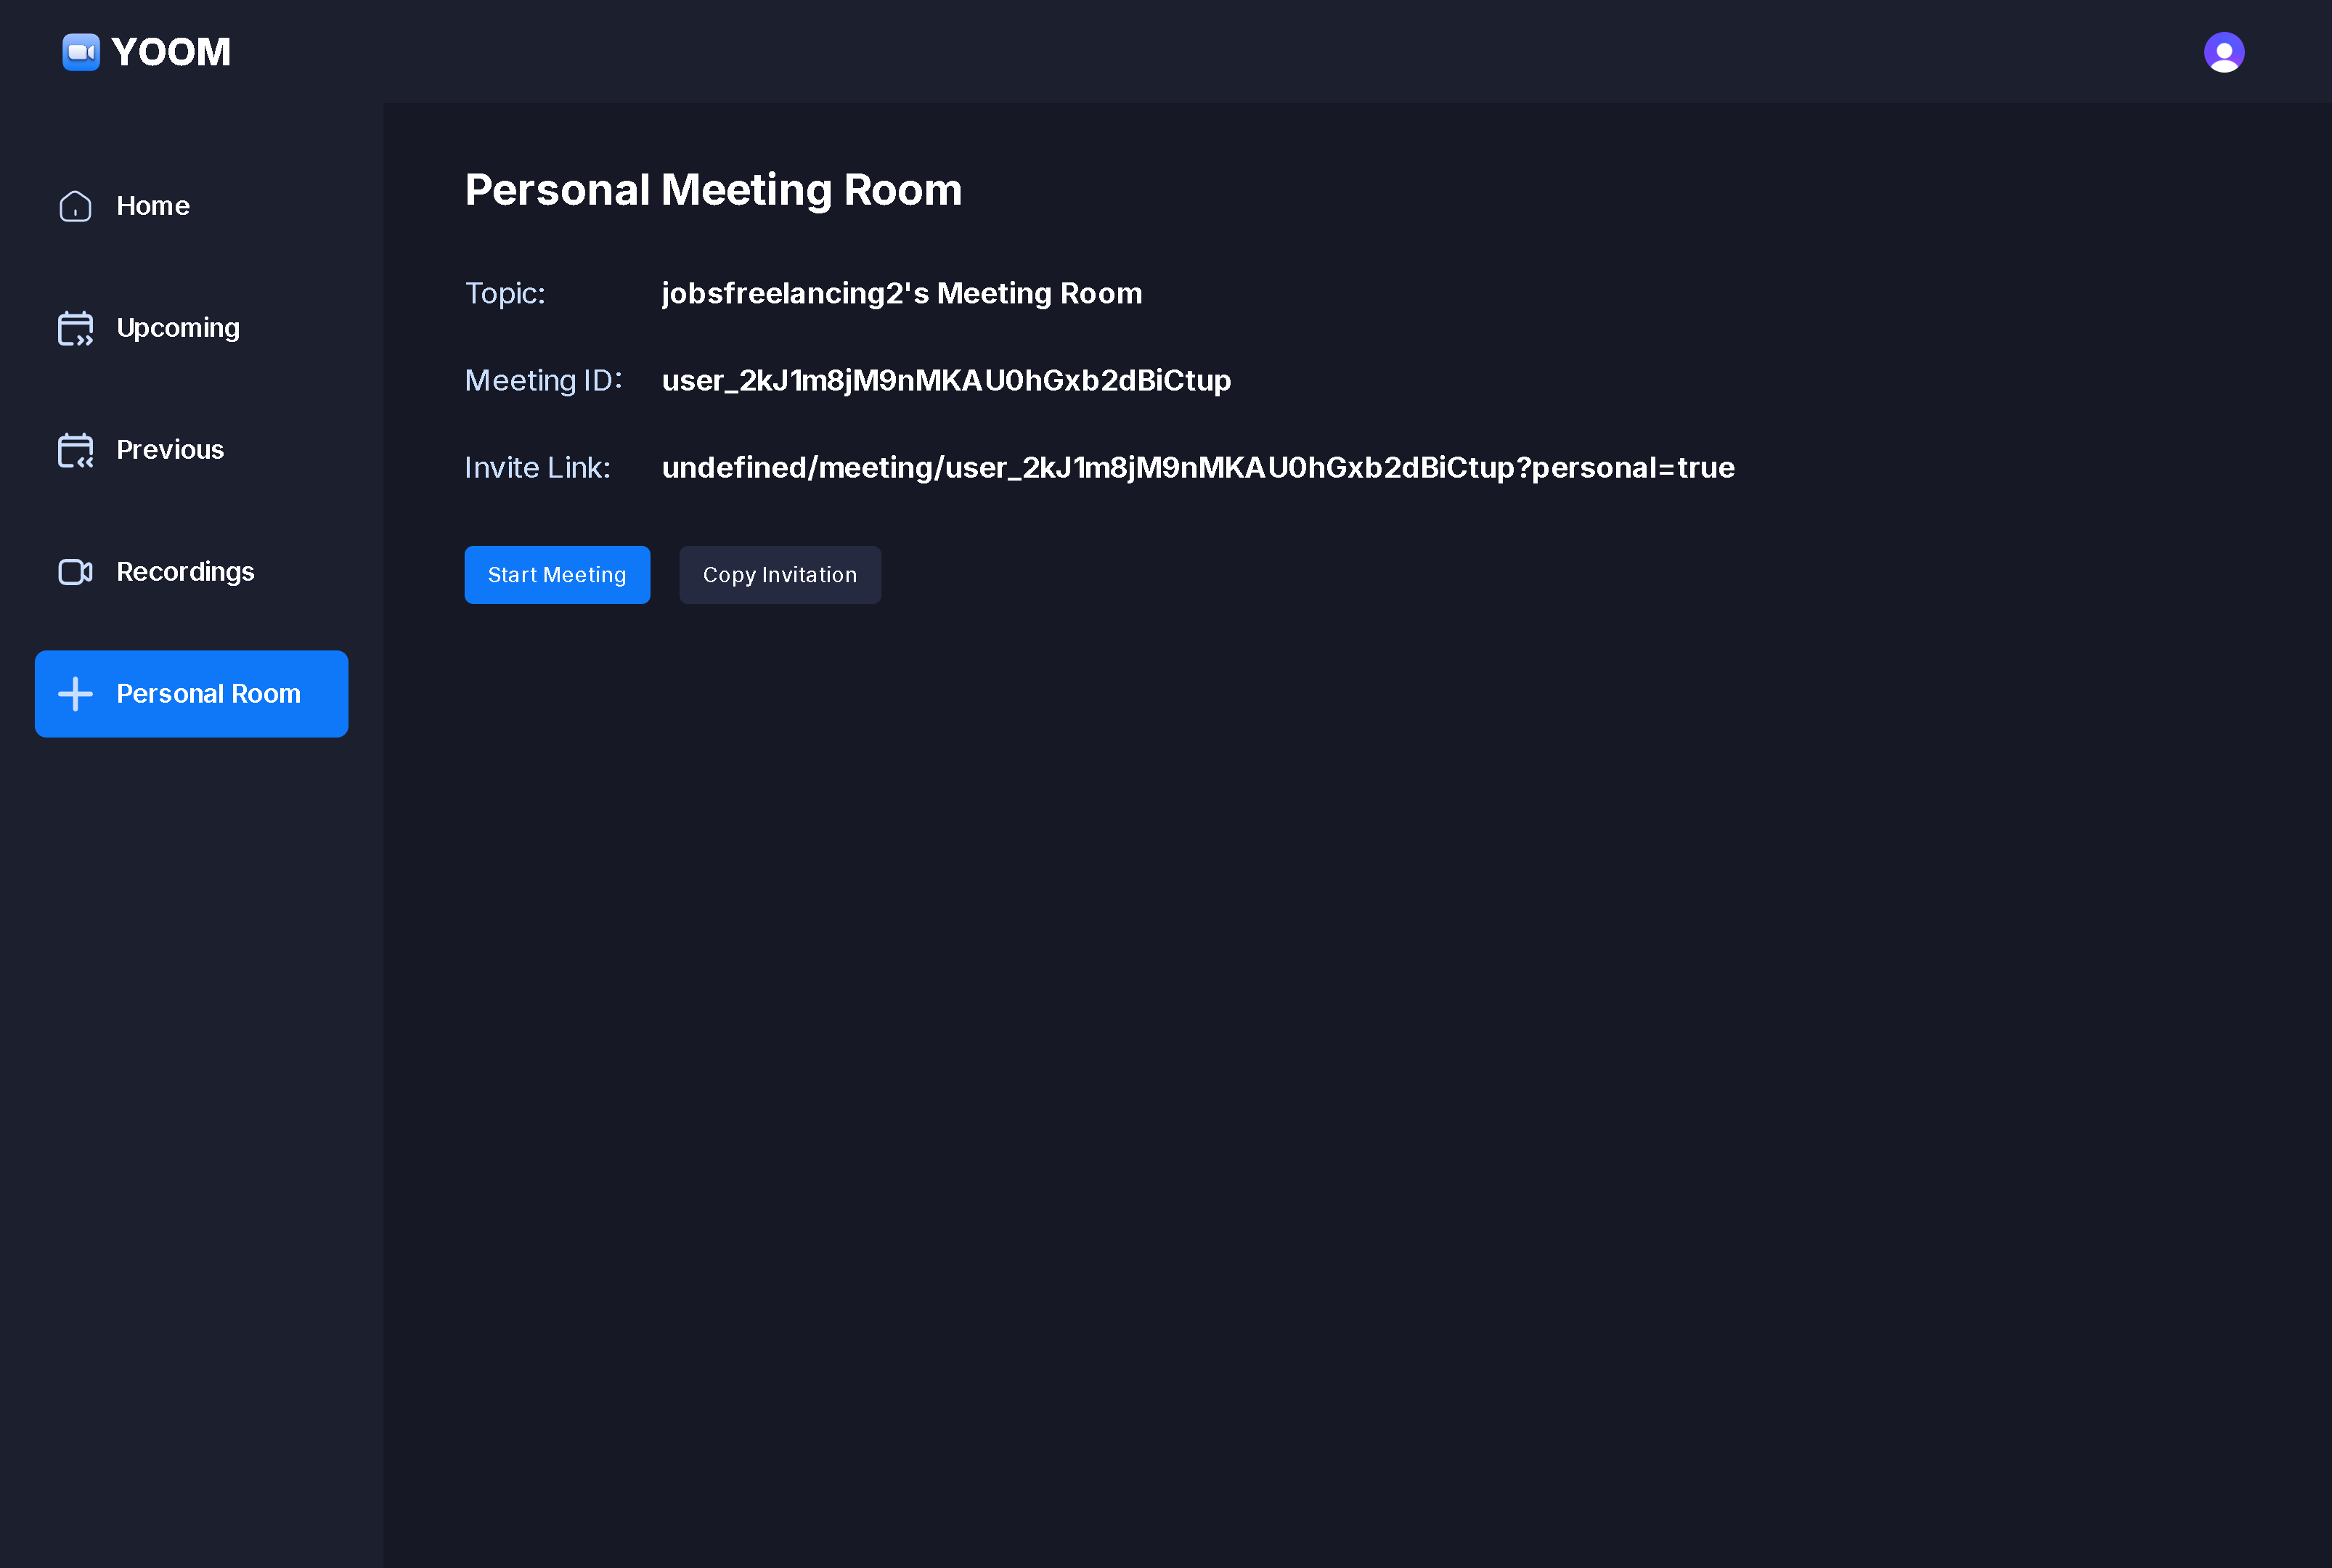 YOOM
Home
Upcoming
Previous
Recordings
Personal Room
Personal Meeting Room
Topic: jobsfreelancing2's Meeting Room
Meeting ID: user_2kJ1m8jM9nMKAU0hGxb2dBiCtup
Invite Link: undefined/meeting/user_2kJ1m8jM9nMKAU0hGxb2dBiCtup?personal=true
Start Meeting Copy Invitation